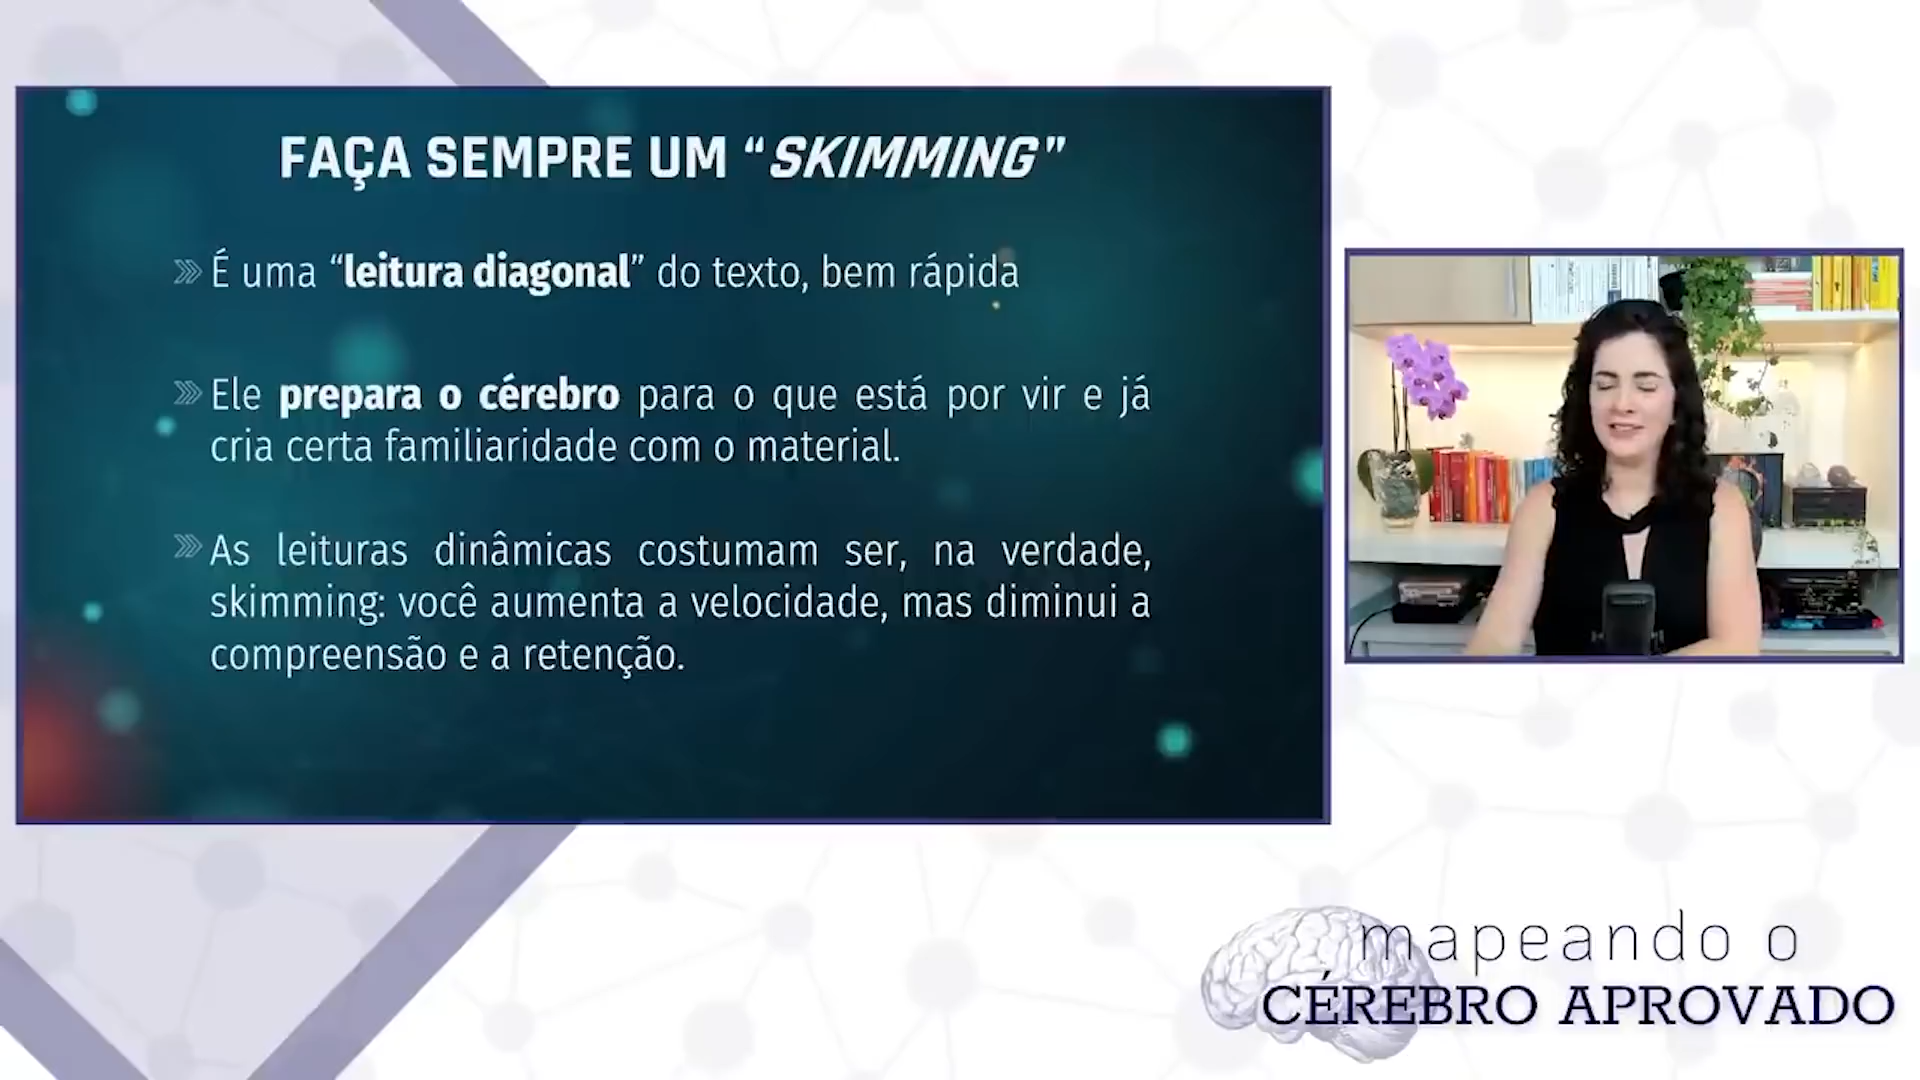 FAÇA SEMPRE UM “SKIMMING”
É uma “leitura diagonal” do texto, bem rápida
Ele prepara o cérebro para o que está por vir e já
cria certa familiaridade com o material.
As leituras dinâmicas costumam ser, na verdade,
skimming: você aumenta a velocidade, mas diminui a
compreensão e a retenção.
mapeando o
CÉREBRO APROVADO